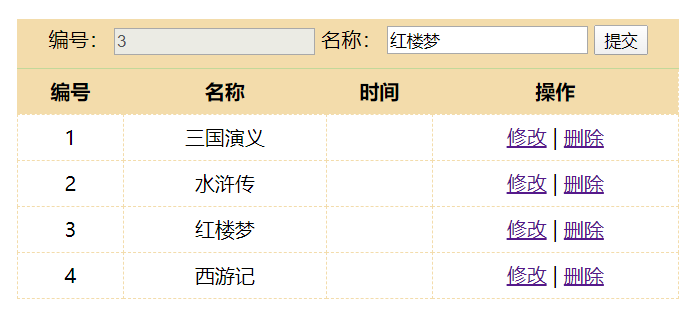 编号： 3 名称： 红楼梦 提交
编号 名称 时间 操作
1 三国演义 修改 | 删除
2 水浒传 修改 | 删除
3 红楼梦 修改 | 删除
4 西游记 修改 | 删除